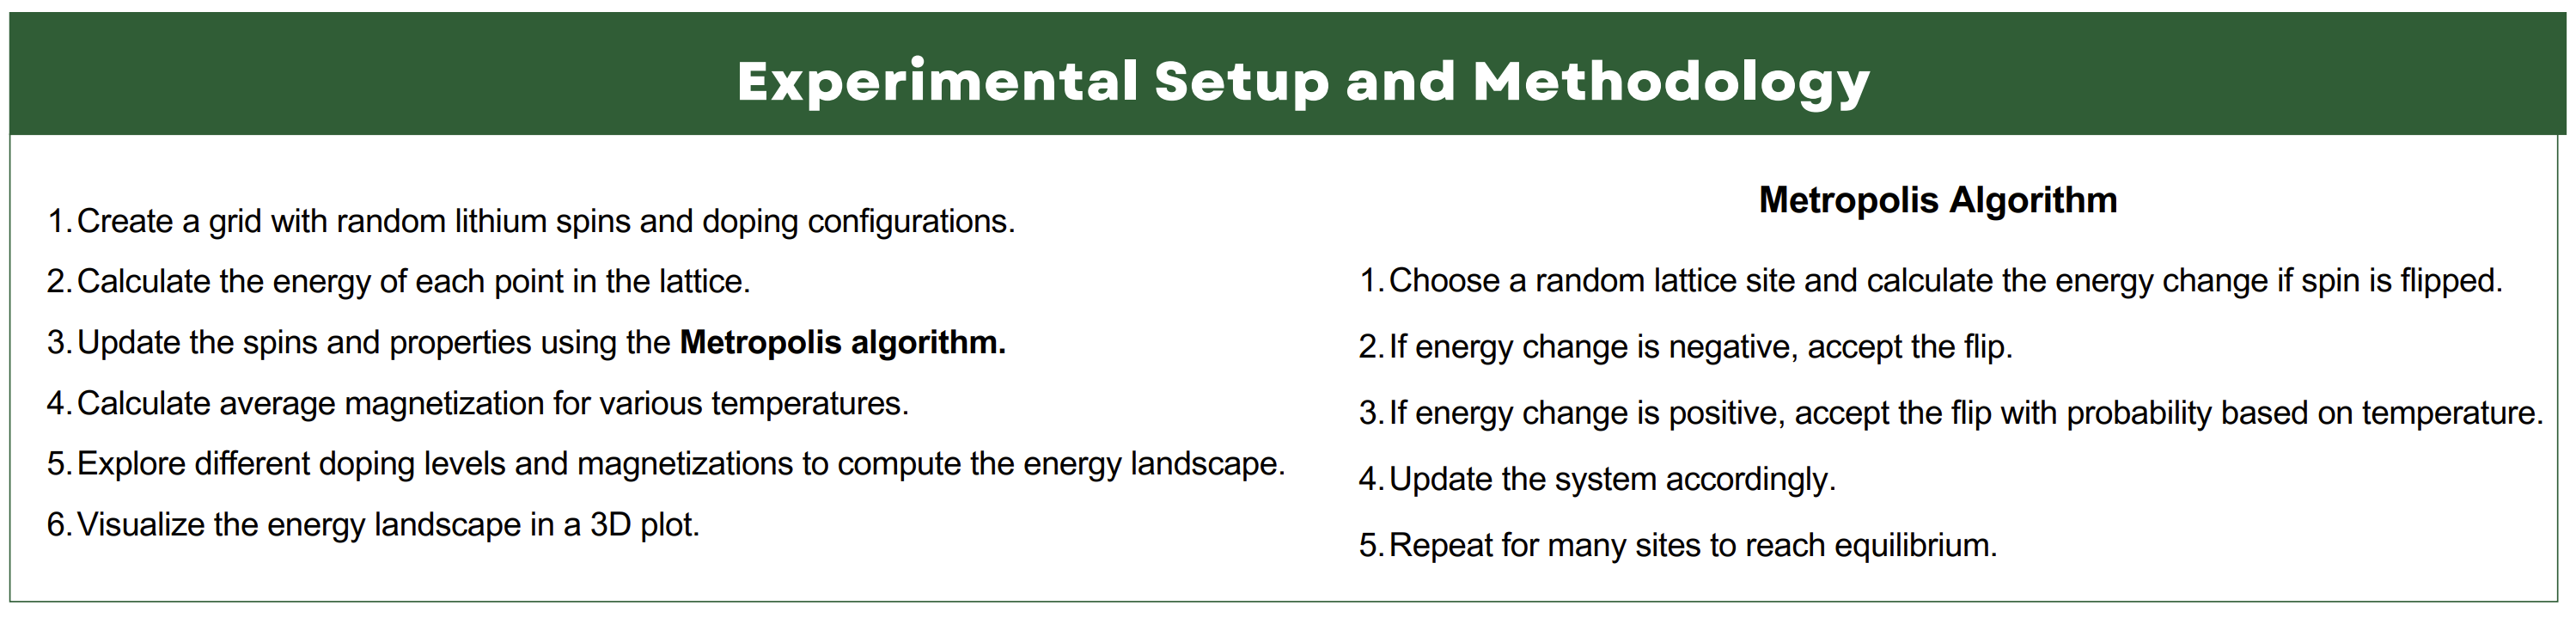 Experimental Setup and Methodology
1. Create a grid with random lithium spins and doping configurations.
2. Calculate the energy of each point in the lattice.
3. Update the spins and properties using the Metropolis algorithm.
4. Calculate average magnetization for various temperatures.
5. Explore different doping levels and magnetizations to compute the energy landscape.
6. Visualize the energy landscape in a 3D plot.
Metropolis Algorithm
1. Choose a random lattice site and calculate the energy change if spin is flipped.
2. If energy change is negative, accept the flip.
3. If energy change is positive, accept the flip with probability based on temperature.
4. Update the system accordingly.
5. Repeat for many sites to reach equilibrium.